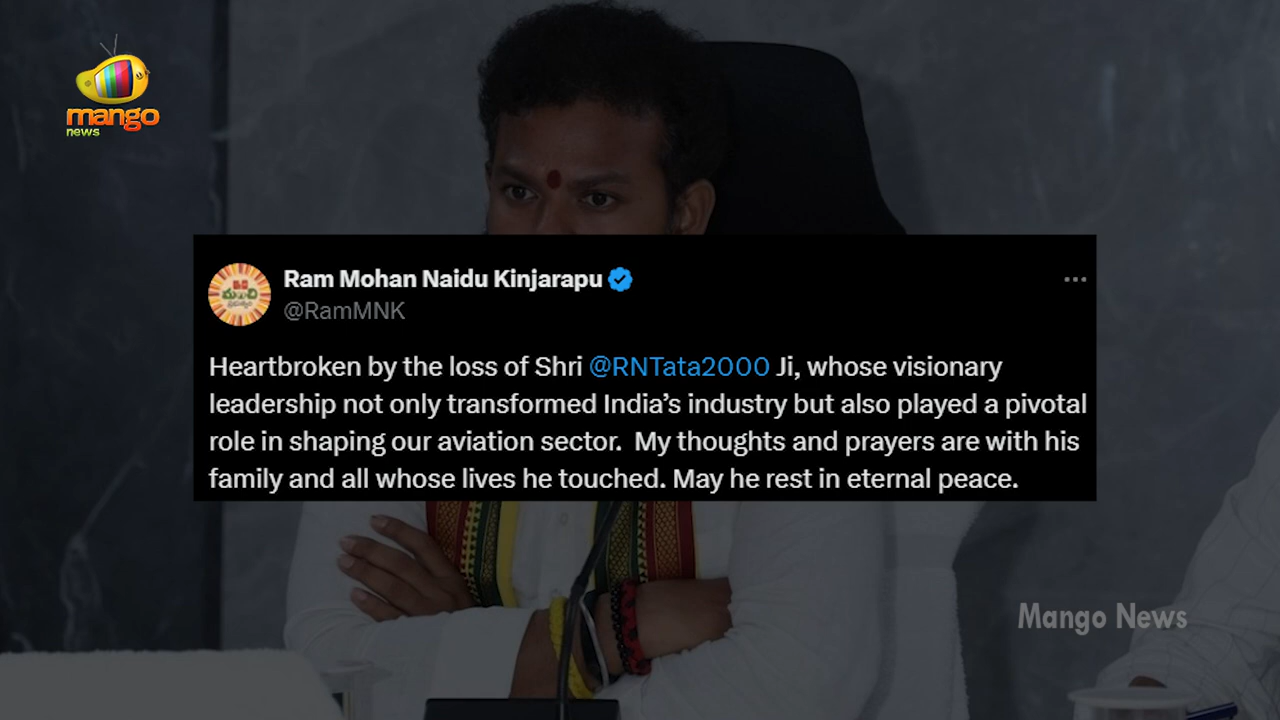 mango
news
Ram Mohan Naidu Kinjarapu
@RamMNK
Heartbroken by the loss of Shri @RNTata2000 Ji, whose visionary
leadership not only transformed India’s industry but also played a pivotal
role in shaping our aviation sector.  My thoughts and prayers are with his
family and all whose lives he touched. May he rest in eternal peace.
Mango News